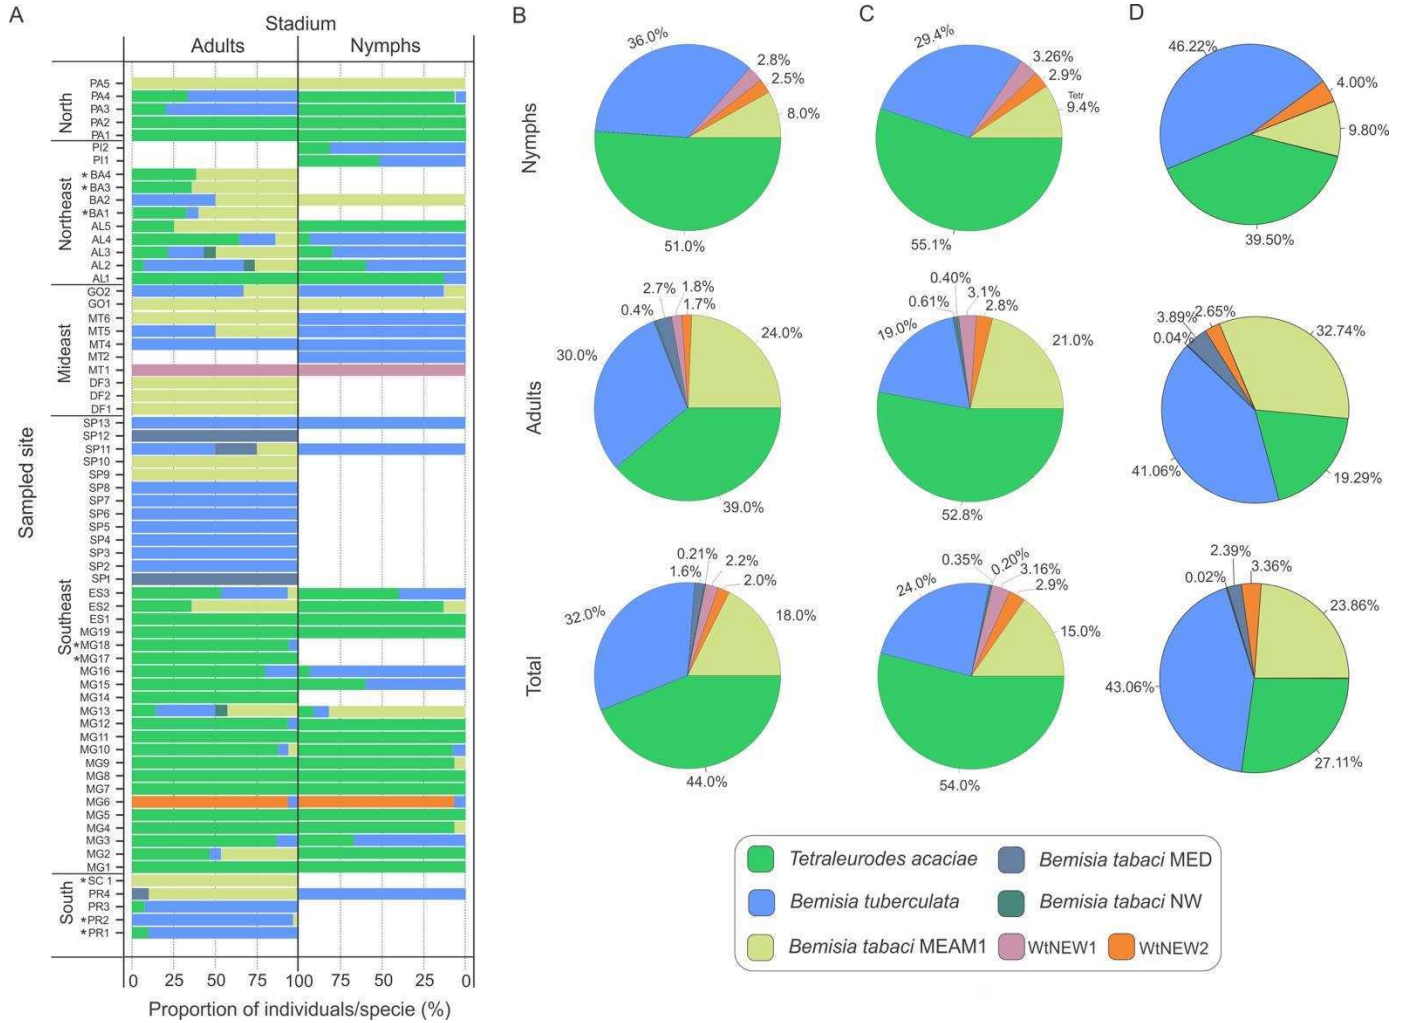 A
Stadium
Adults
Nymphs
Sampled site
North
PA5
PA4
PA3
PA2
PA1
Northeast
PI2
PI1
*BA4
*BA3
BA2
*BA1
AL5
AL4
AL3
AL2
AL1
Mideast
GO2
GO1
MT6
MT5
MT4
MT2
MT1
DF3
DF2
DF1
Southeast
SP13
SP12
SP11
SP10
SP9
SP8
SP7
SP6
SP5
SP4
SP3
SP2
SP1
ES3
ES2
ES1
MG19
*MG18
*MG17
MG16
MG15
MG14
MG13
MG12
MG11
MG10
MG9
MG8
MG7
MG6
MG5
MG4
MG3
MG2
MG1
South
*SC 1
PR4
PR3
*PR2
*PR1
0 25 50 75 100 75 50 25 0
Proportion of individuals/specie (%)
B
C
D
Nymphs
36.0%
2.8%
2.5%
8.0%
51.0%
29.4%
3.26%
2.9%
Tetr
9.4%
55.1%
46.22%
4.00%
9.80%
39.50%
Adults
30.0%
0.4%
2.7%
1.8%
1.7%
24.0%
39.0%
19.0%
0.61%
0.40%
3.1%
2.8%
21.0%
52.8%
41.06%
0.04%
3.89%
2.65%
32.74%
19.29%
Total
32.0%
1.6%
0.21%
2.2%
2.0%
18.0%
44.0%
24.0%
0.35%
0.20%
3.16%
2.9%
15.0%
54.0%
43.06%
0.02%
2.39%
3.36%
23.86%
27.11%
Tetraleurodes acaciae
Bemisia tabaci MED
Bemisia tuberculata
Bemisia tabaci NW
Bemisia tabaci MEAM1
WtNEW1
WtNEW2